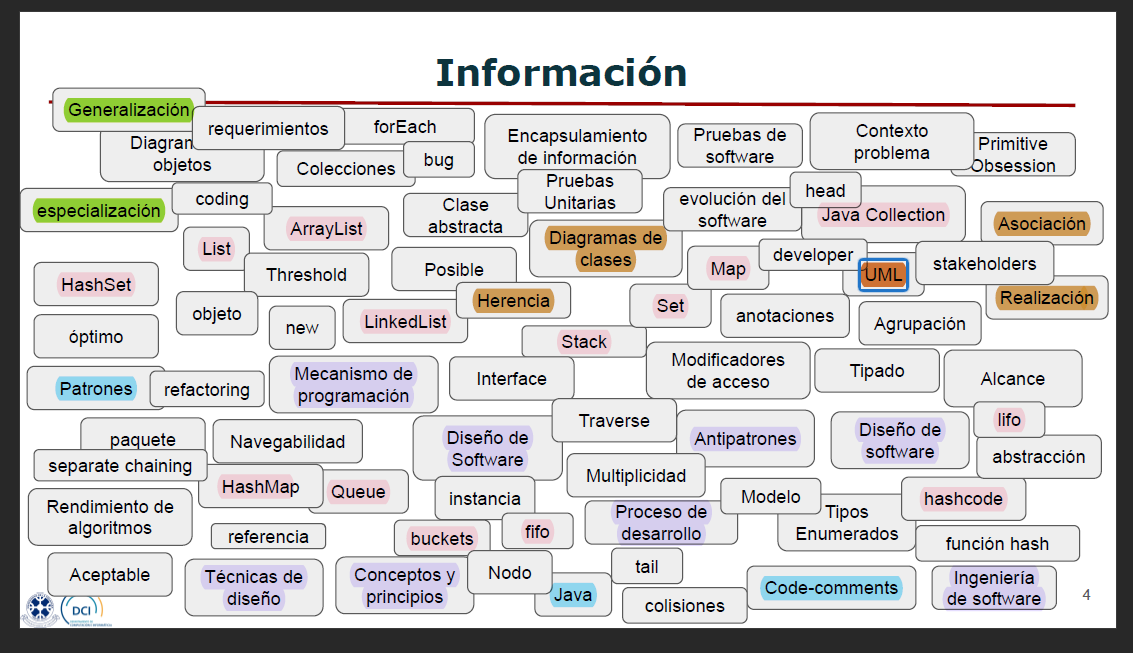 Información
Generalización
requerimientos
forEach
Encapsulamiento
de información
Pruebas de
software
Contexto
problema
Primitive
Obsession
Diagram
objetos
Colecciones
bug
Pruebas
Unitarias
especialización
coding
ArrayList
Clase
abstracta
evolución del
software
head
Java Collection
Asociación
List
Threshold
Posible
Diagramas de
clases
Map
developer
UML
stakeholders
HashSet
objeto
new
LinkedList
Herencia
Set
anotaciones
Agrupación
Realización
óptimo
Stack
Patrones
refactoring
Mecanismo de
programación
Interface
Modificadores
de acceso
Tipado
Alcance
paquete
Navegabilidad
Diseño de
Software
Traverse
Antipatrones
Diseño de
software
lifo
abstracción
separate chaining
HashMap
Queue
instancia
Multiplicidad
Modelo
hashcode
Rendimiento de
algoritmos
referencia
buckets
fifo
Proceso de
desarrollo
Tipos
Enumerados
función hash
Aceptable
Técnicas de
diseño
Conceptos y
principios
Nodo
Java
tail
colisiones
Code-comments
Ingeniería
de software
DCI
4